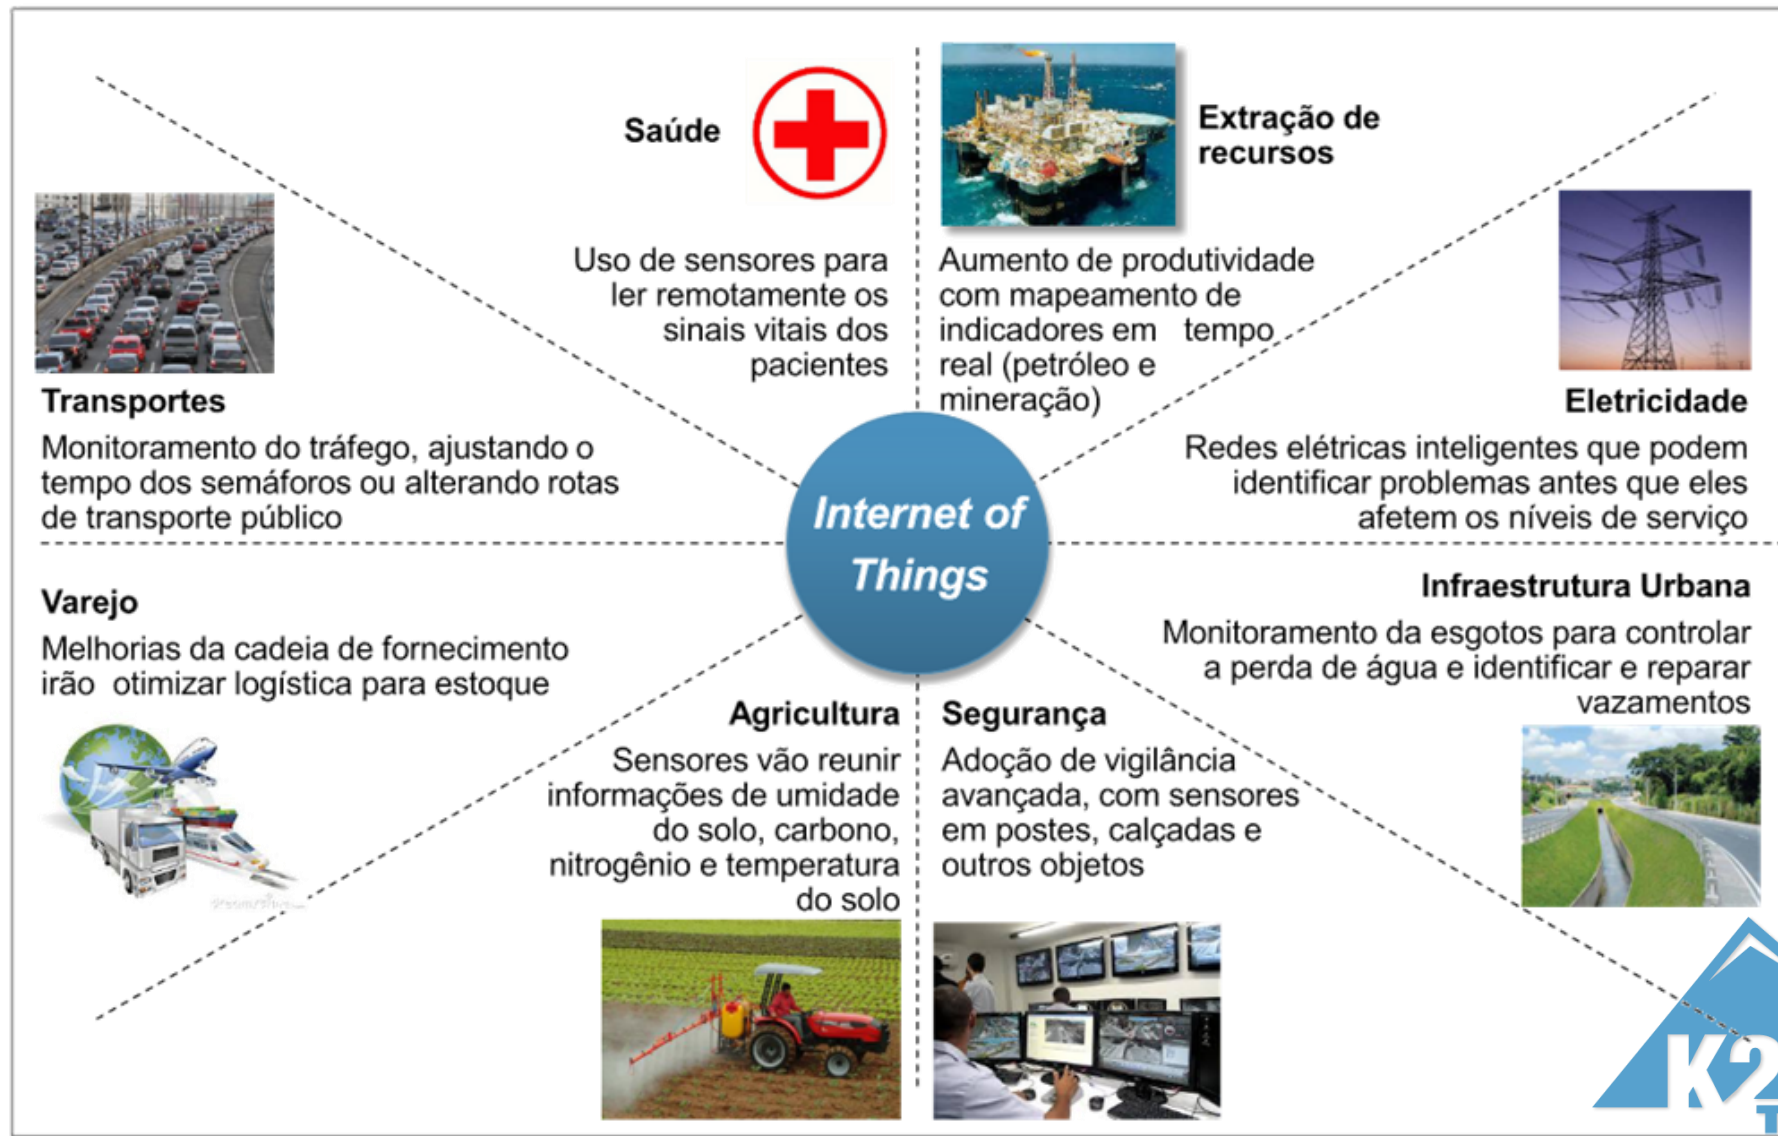 Saúde
Uso de sensores para
ler remotamente os
sinais vitais dos
pacientes
Extração de
recursos
Aumento de produtividade
com mapeamento de
indicadores em tempo
real (petróleo e
mineração)
Transportes
Monitoramento do tráfego, ajustando o
tempo dos semáforos ou alterando rotas
de transporte público
Eletricidade
Redes elétricas inteligentes que podem
identificar problemas antes que eles
afetem os níveis de serviço
Internet of
Things
Varejo
Melhorias da cadeia de fornecimento
irão otimizar logística para estoque
Infraestrutura Urbana
Monitoramento da esgotos para controlar
a perda de água e identificar e reparar
vazamentos
Agricultura
Sensores vão reunir
informações de umidade
do solo, carbono,
nitrogênio e temperatura
do solo
Segurança
Adoção de vigilância
avançada, com sensores
em postes, calçadas e
outros objetos
K2
T